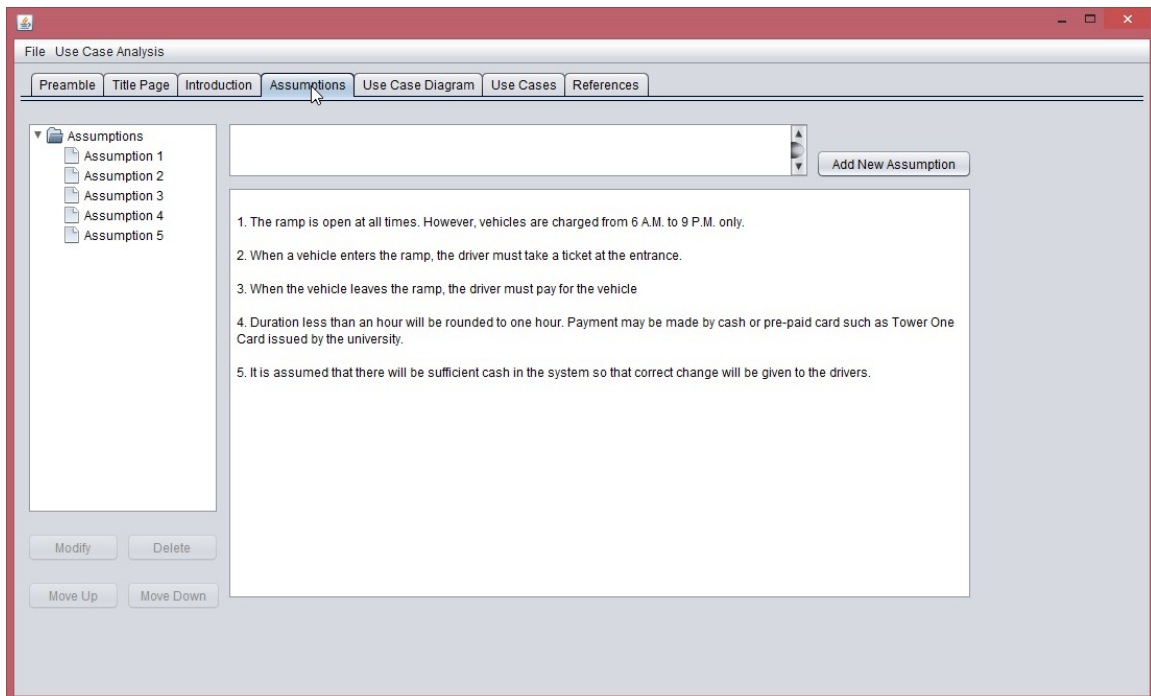 File Use Case Analysis
Preamble Title Page Introduction Assumptions Use Case Diagram Use Cases References
Assumptions
Assumption 1
Assumption 2
Assumption 3
Assumption 4
Assumption 5
Add New Assumption
1. The ramp is open at all times. However, vehicles are charged from 6 A.M. to 9 P.M. only.
2. When a vehicle enters the ramp, the driver must take a ticket at the entrance.
3. When the vehicle leaves the ramp, the driver must pay for the vehicle
4. Duration less than an hour will be rounded to one hour. Payment may be made by cash or pre-paid card such as Tower One
Card issued by the university.
5. It is assumed that there will be sufficient cash in the system so that correct change will be given to the drivers.
Modify Delete
Move Up Move Down